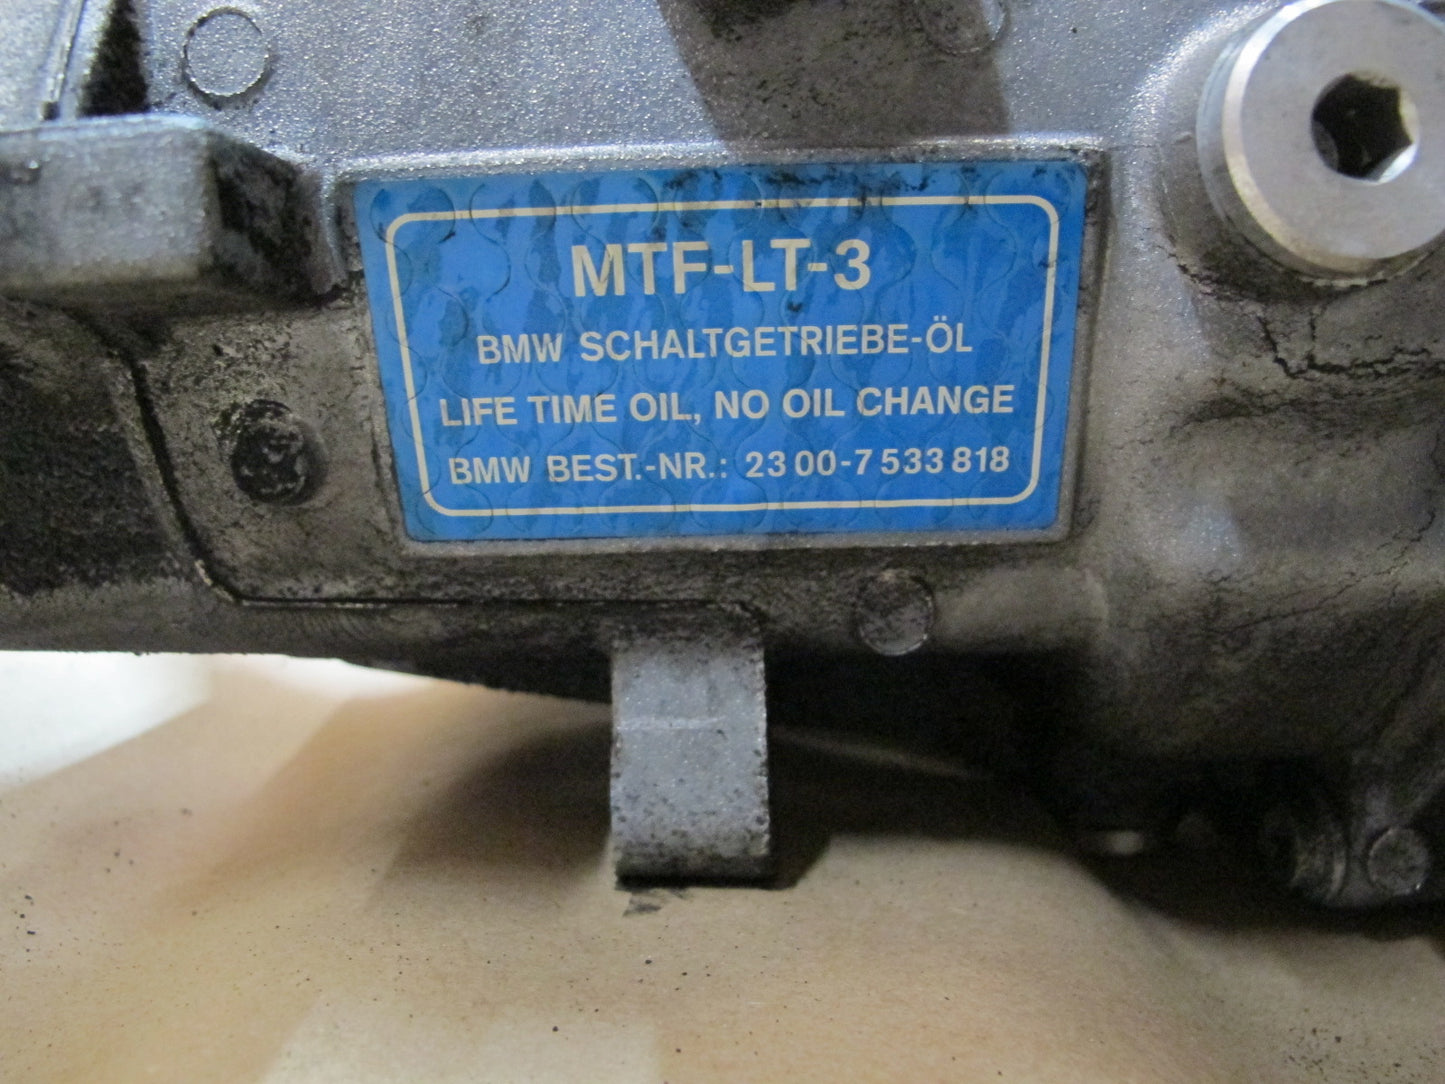 MTF-LT-3
BMW SCHALTGETRIEBE-ÖL
LIFE TIME OIL, NO OIL CHANGE
BMW BEST.-NR.: 23 00-7 533 818